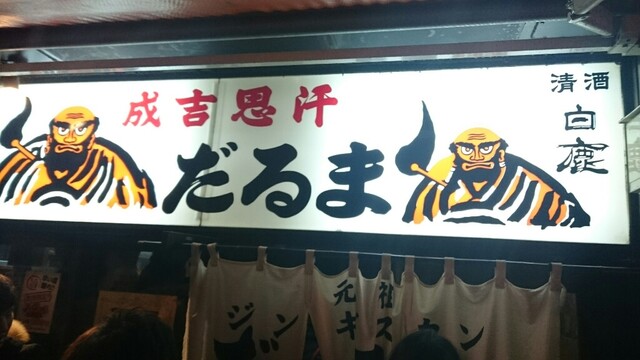 成吉思汗
だるま
清酒
白鹿
元祖
ジンギスカン